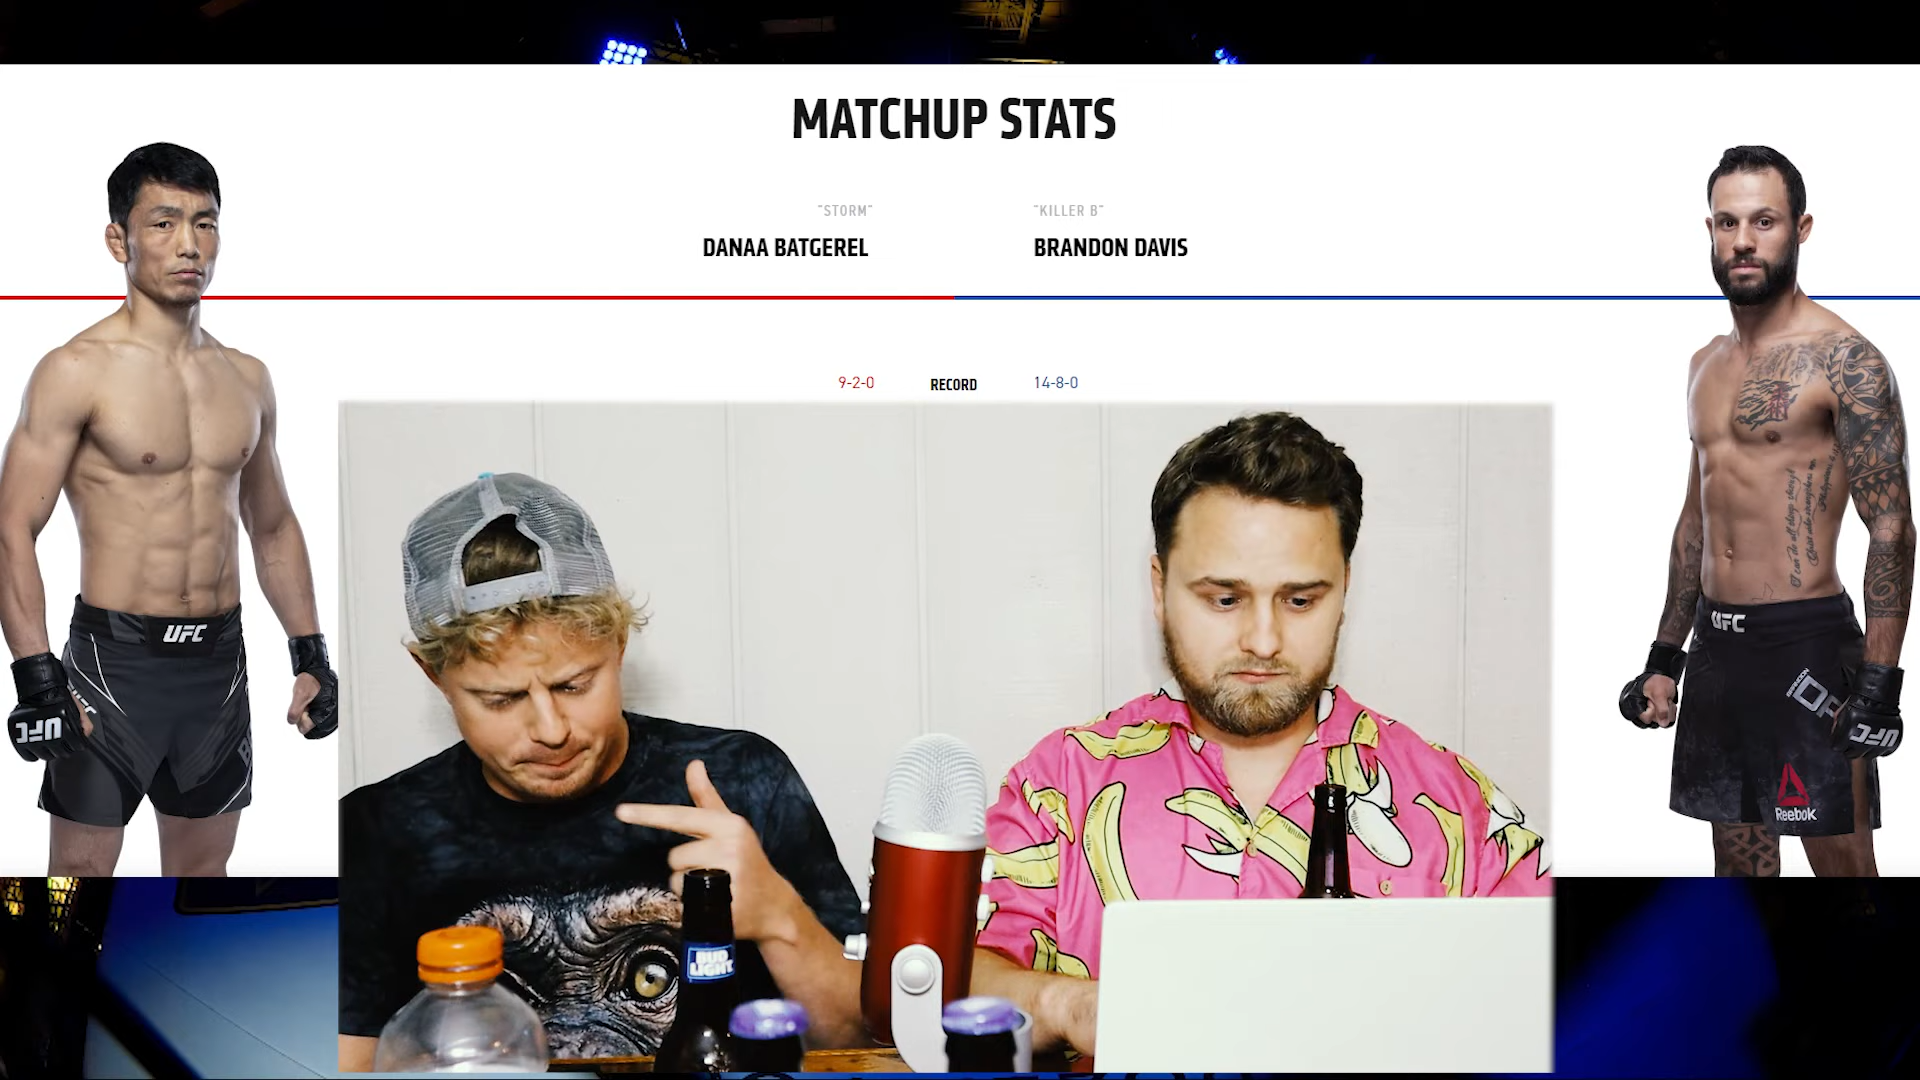 MATCHUP STATS
"STORM"
"KILLER B"
DANAA BATGEREL
BRANDON DAVIS
9-2-0
RECORD
14-8-0
UFC
UFC
UFC
UFC
Reebok
BUD
LIGHT